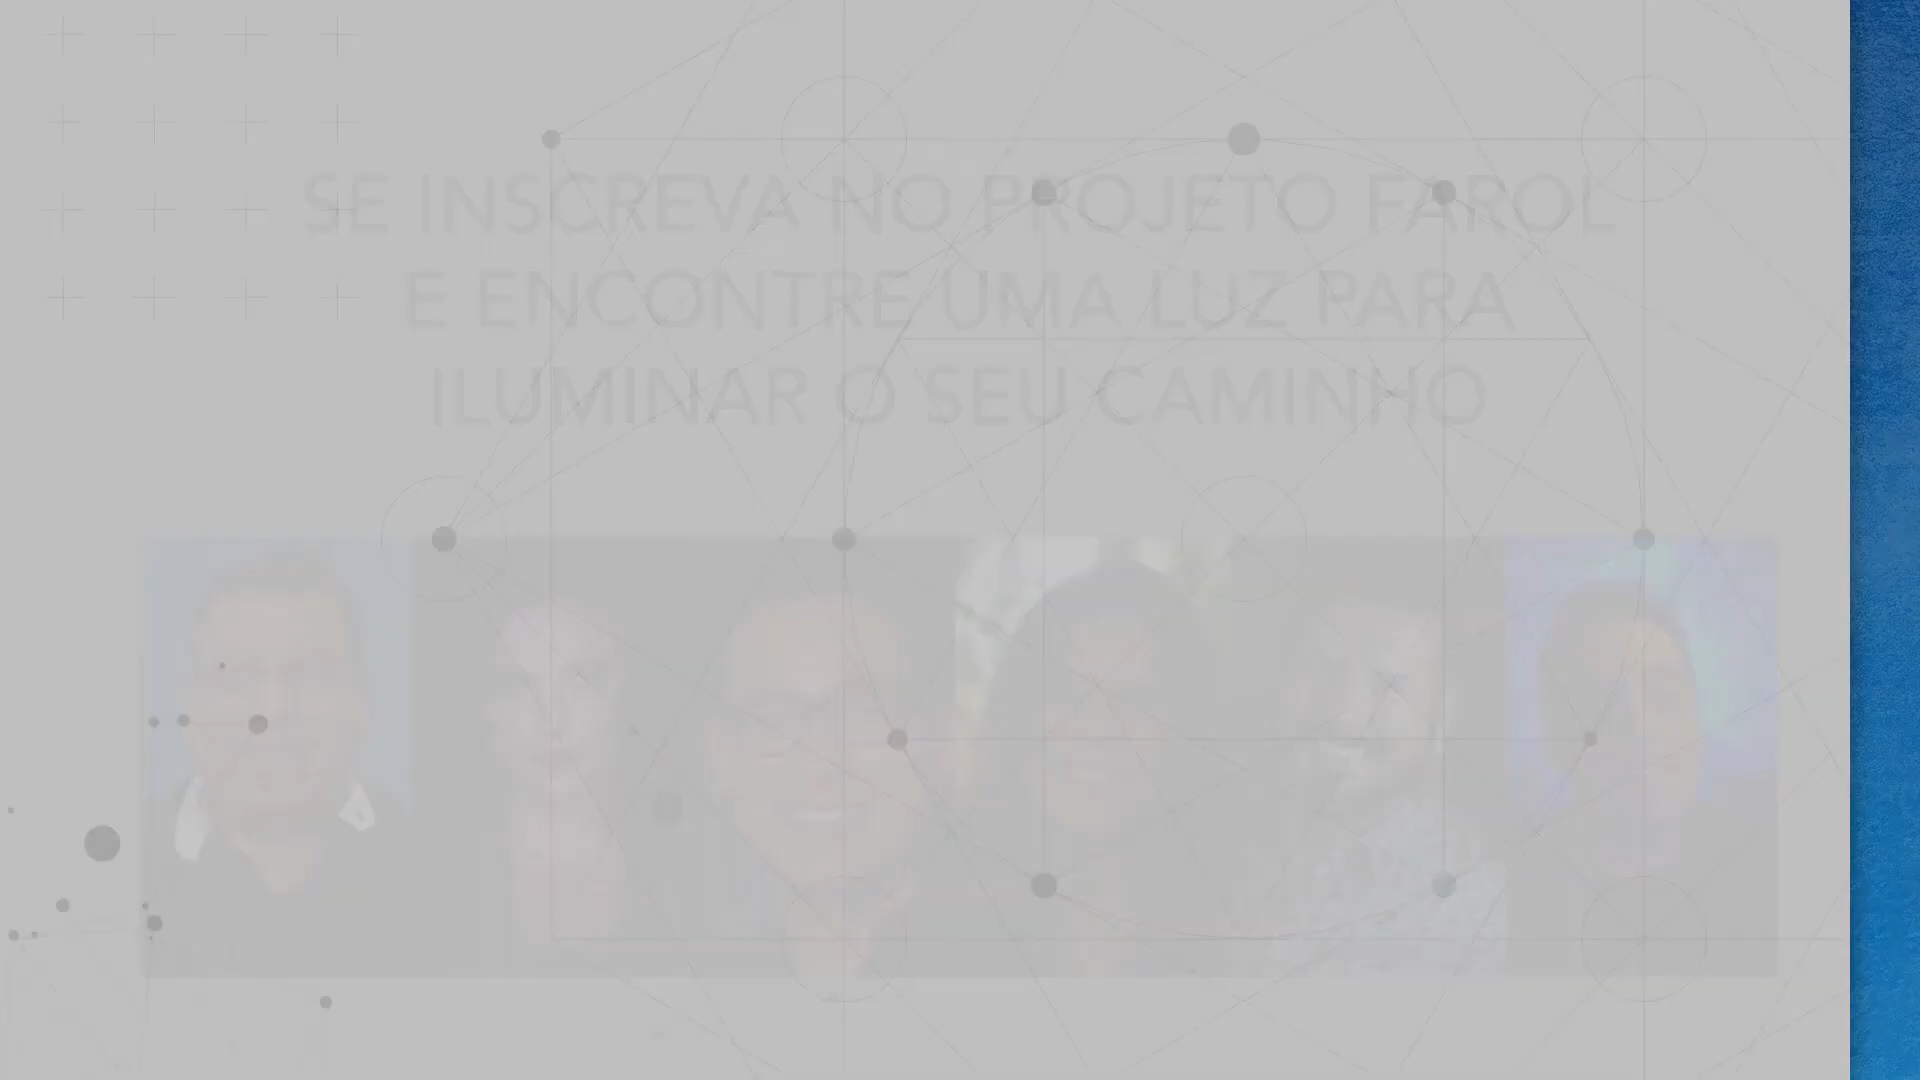 SE INSCREVA NO PROJETO FAROL
E ENCONTRE UMA LUZ PARA
ILUMINAR O SEU CAMINHO